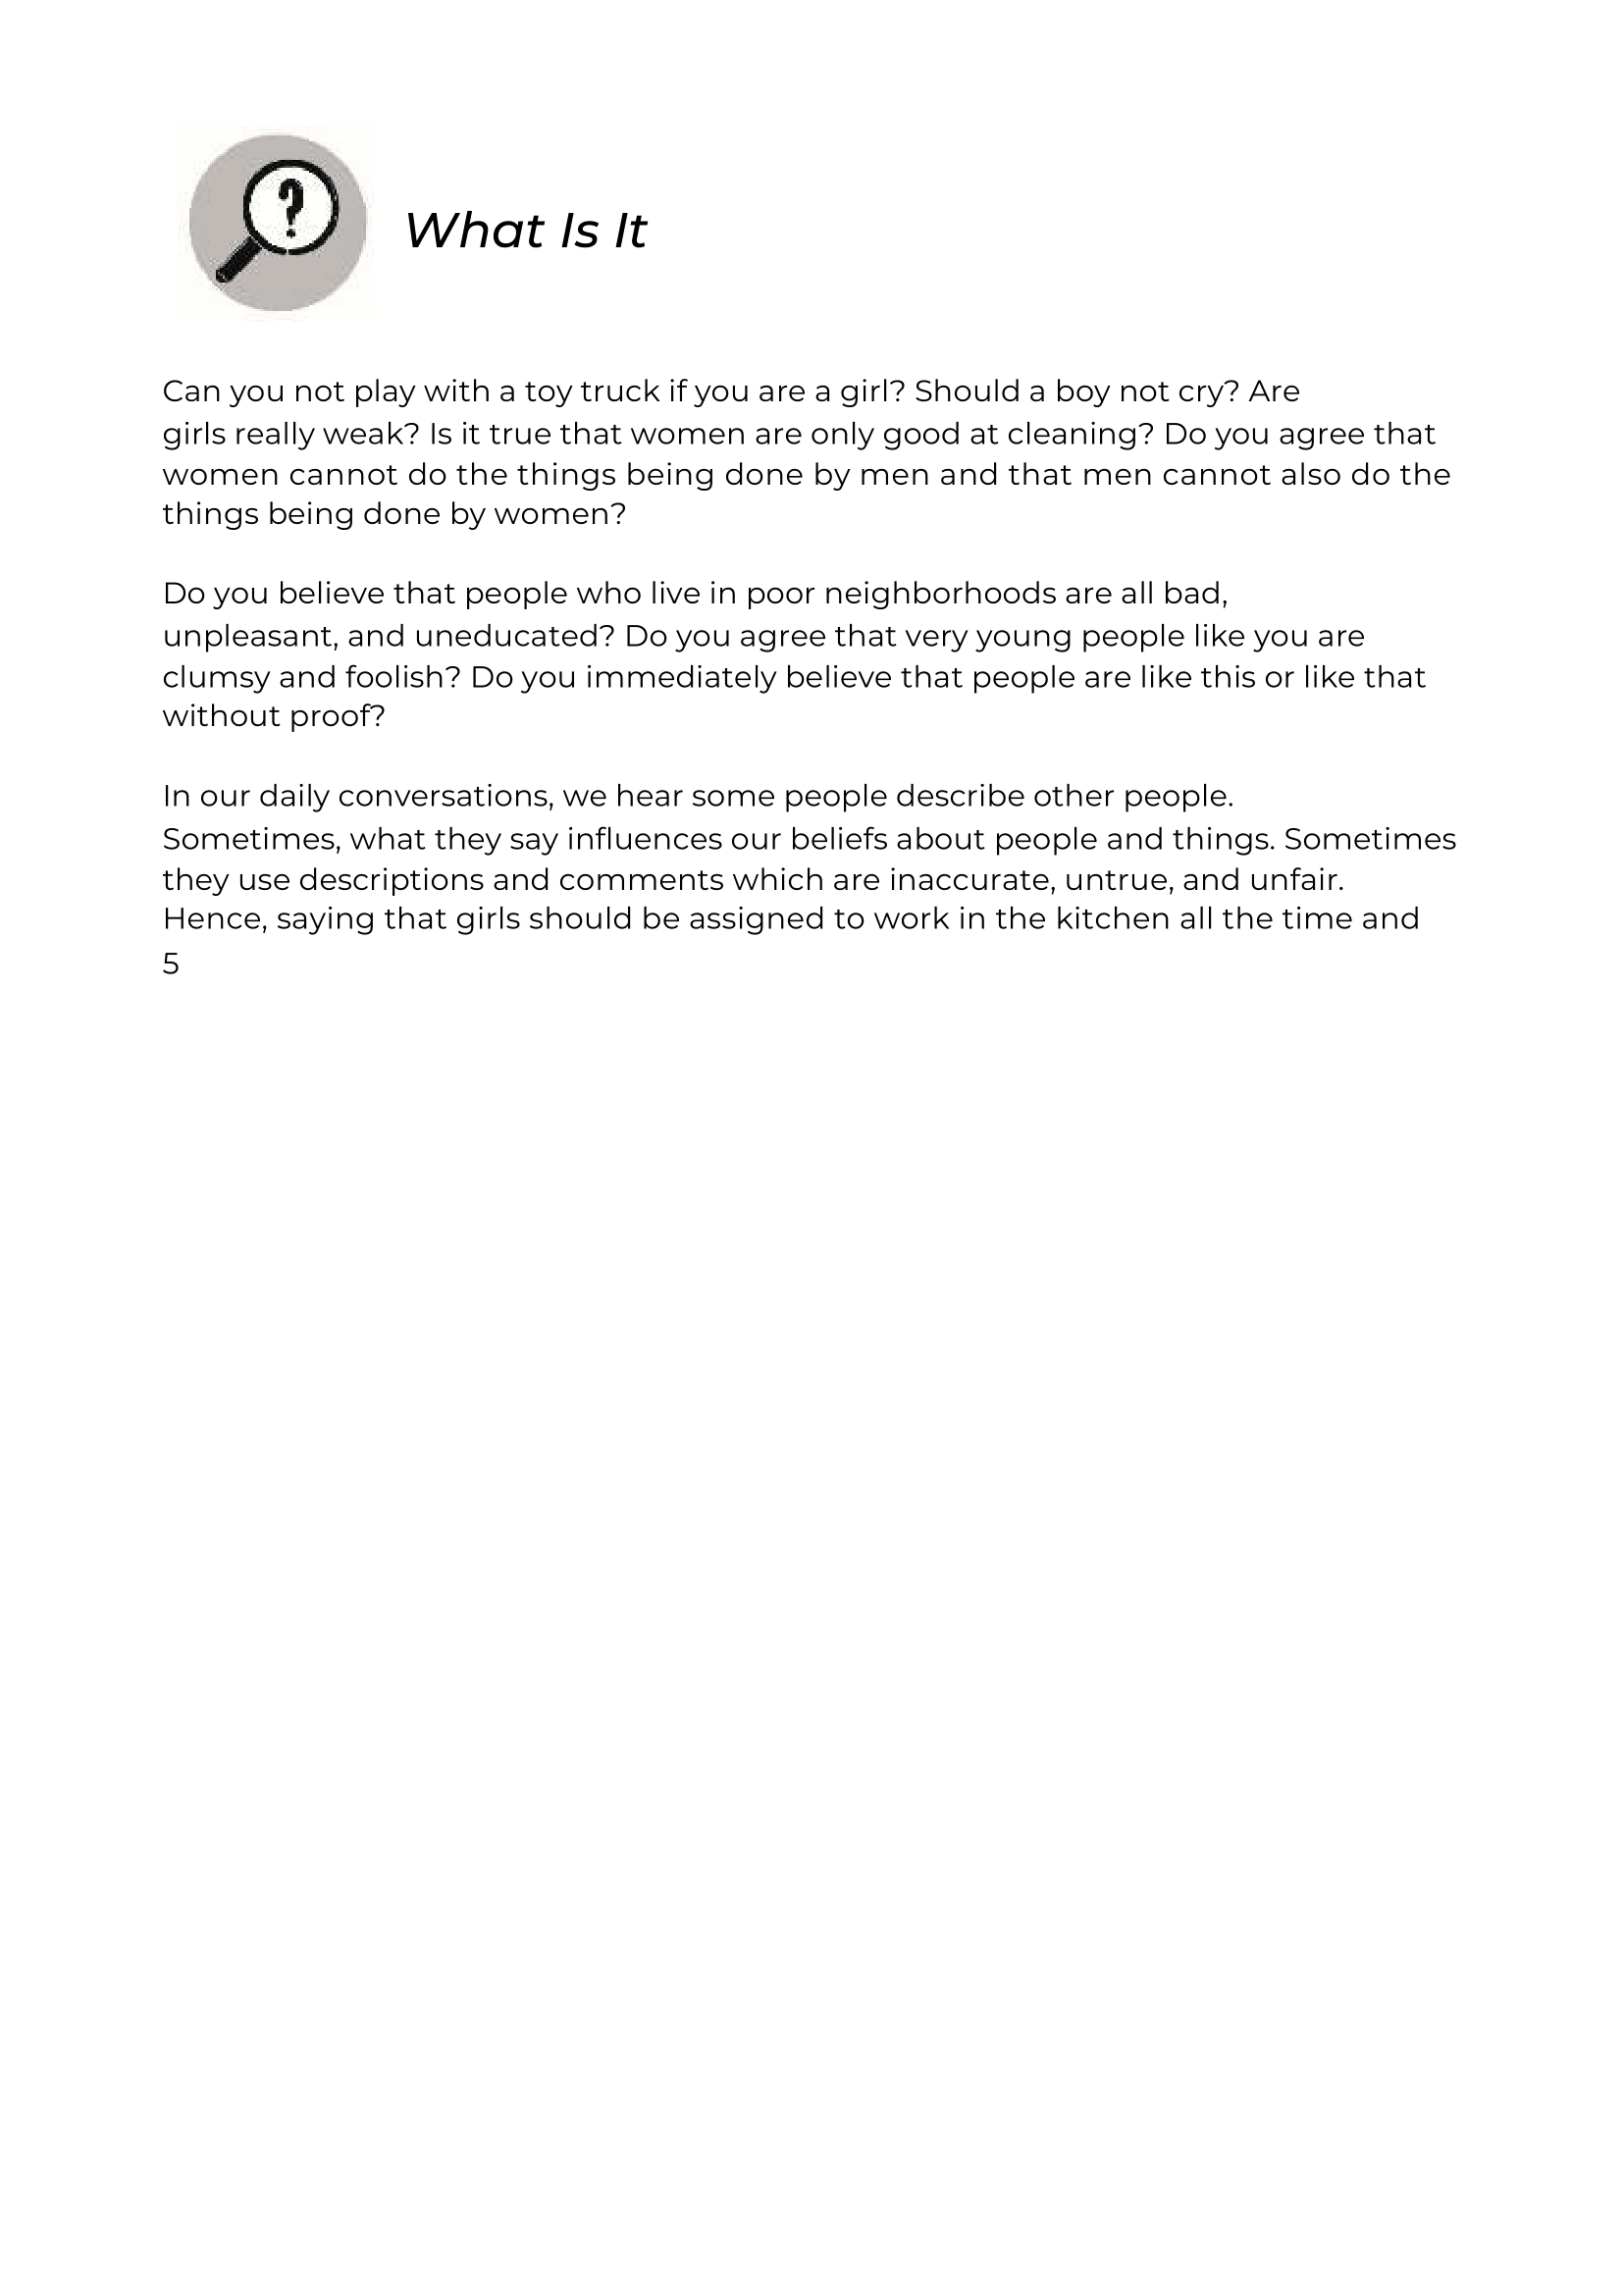 What Is It
Can you not play with a toy truck if you are a girl? Should a boy not cry? Are
girls really weak? Is it true that women are only good at cleaning? Do you agree that
women cannot do the things being done by men and that men cannot also do the
things being done by women?
Do you believe that people who live in poor neighborhoods are all bad,
unpleasant, and uneducated? Do you agree that very young people like you are
clumsy and foolish? Do you immediately believe that people are like this or like that
without proof?
In our daily conversations, we hear some people describe other people.
Sometimes, what they say influences our beliefs about people and things. Sometimes
they use descriptions and comments which are inaccurate, untrue, and unfair.
Hence, saying that girls should be assigned to work in the kitchen all the time and
5